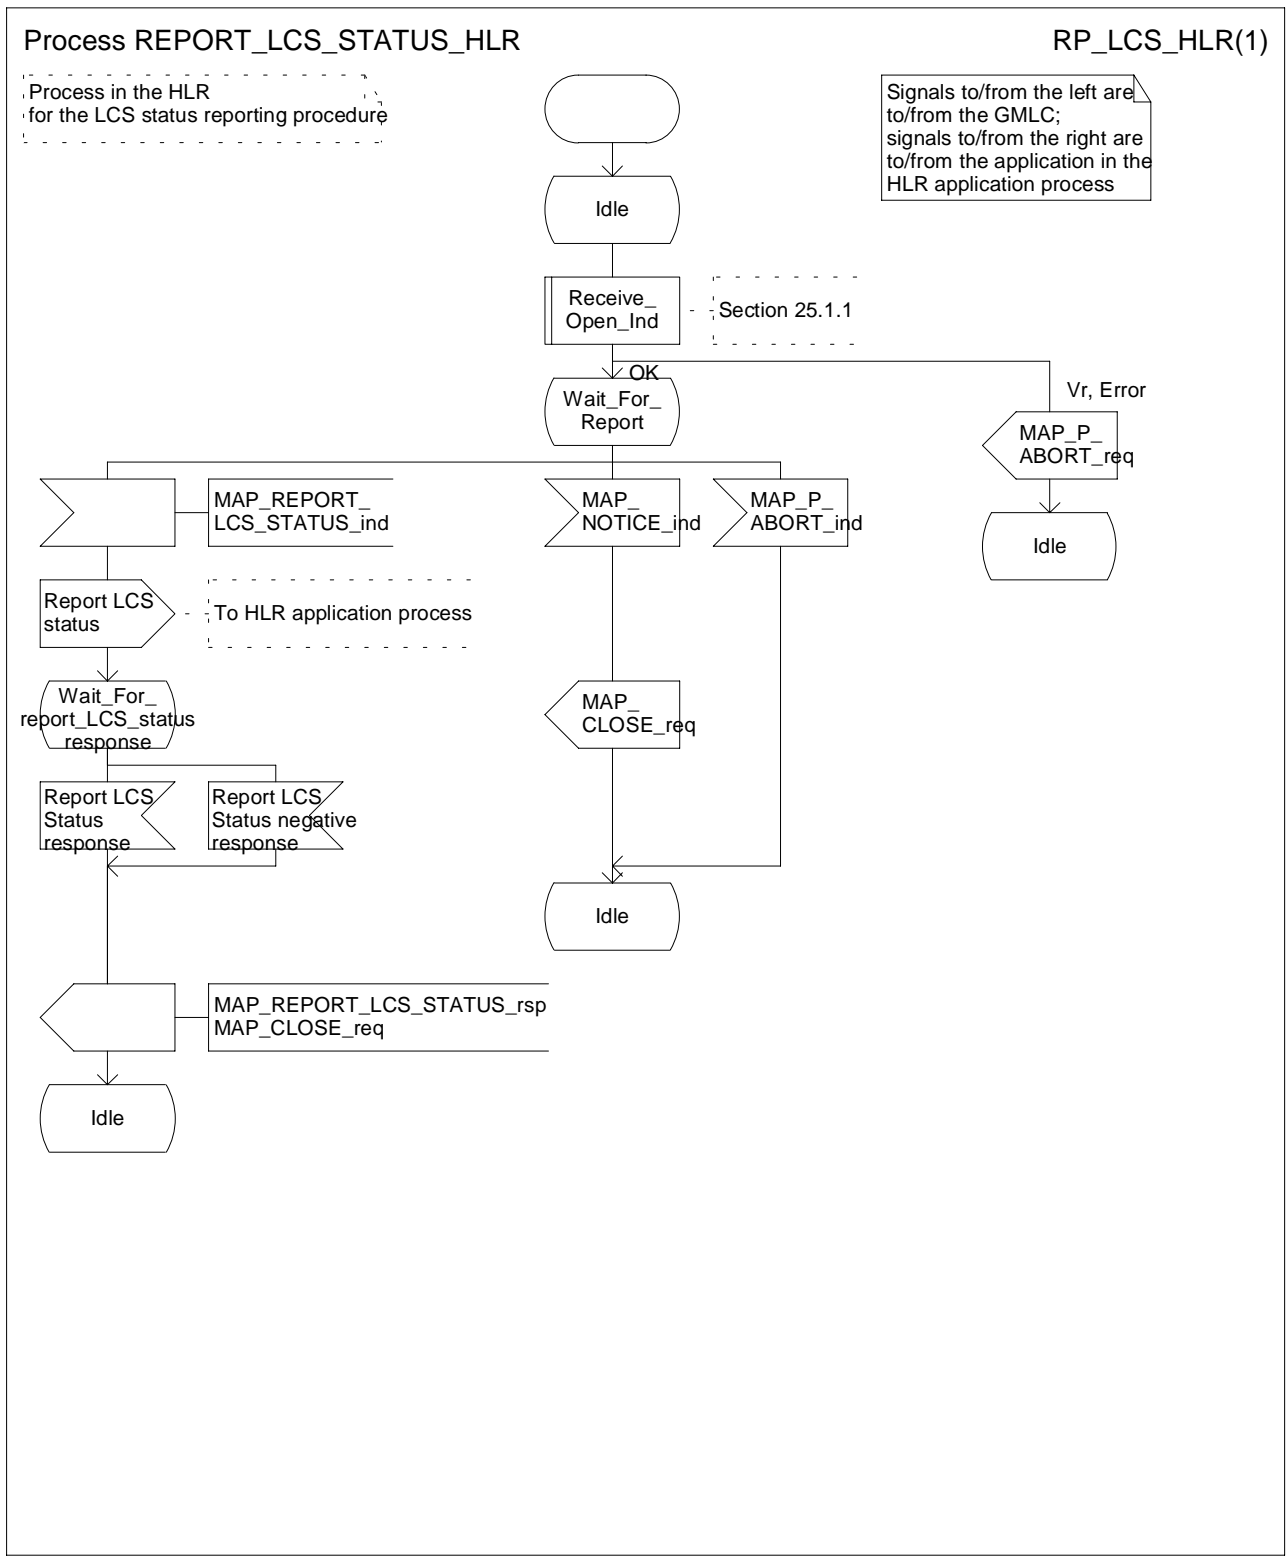 Process REPORT_LCS_STATUS_HLR
RP_LCS_HLR(1)
Process in the HLR
for the LCS status reporting procedure
Signals to/from the left are
to/from the GMLC;
signals to/from the right are
to/from the application in the
HLR application process
Idle
Receive_
Open_Ind
Section 25.1.1
OK
Vr, Error
Wait_For_
Report
MAP_P_
ABORT_req
Idle
MAP_REPORT_
LCS_STATUS_ind
MAP_
NOTICE_ind
MAP_P_
ABORT_ind
Report LCS
status
To HLR application process
Wait_For_
report_LCS_status
response
MAP_
CLOSE_req
Report LCS
Status
response
Report LCS
Status negative
response
Idle
MAP_REPORT_LCS_STATUS_rsp
MAP_CLOSE_req
Idle